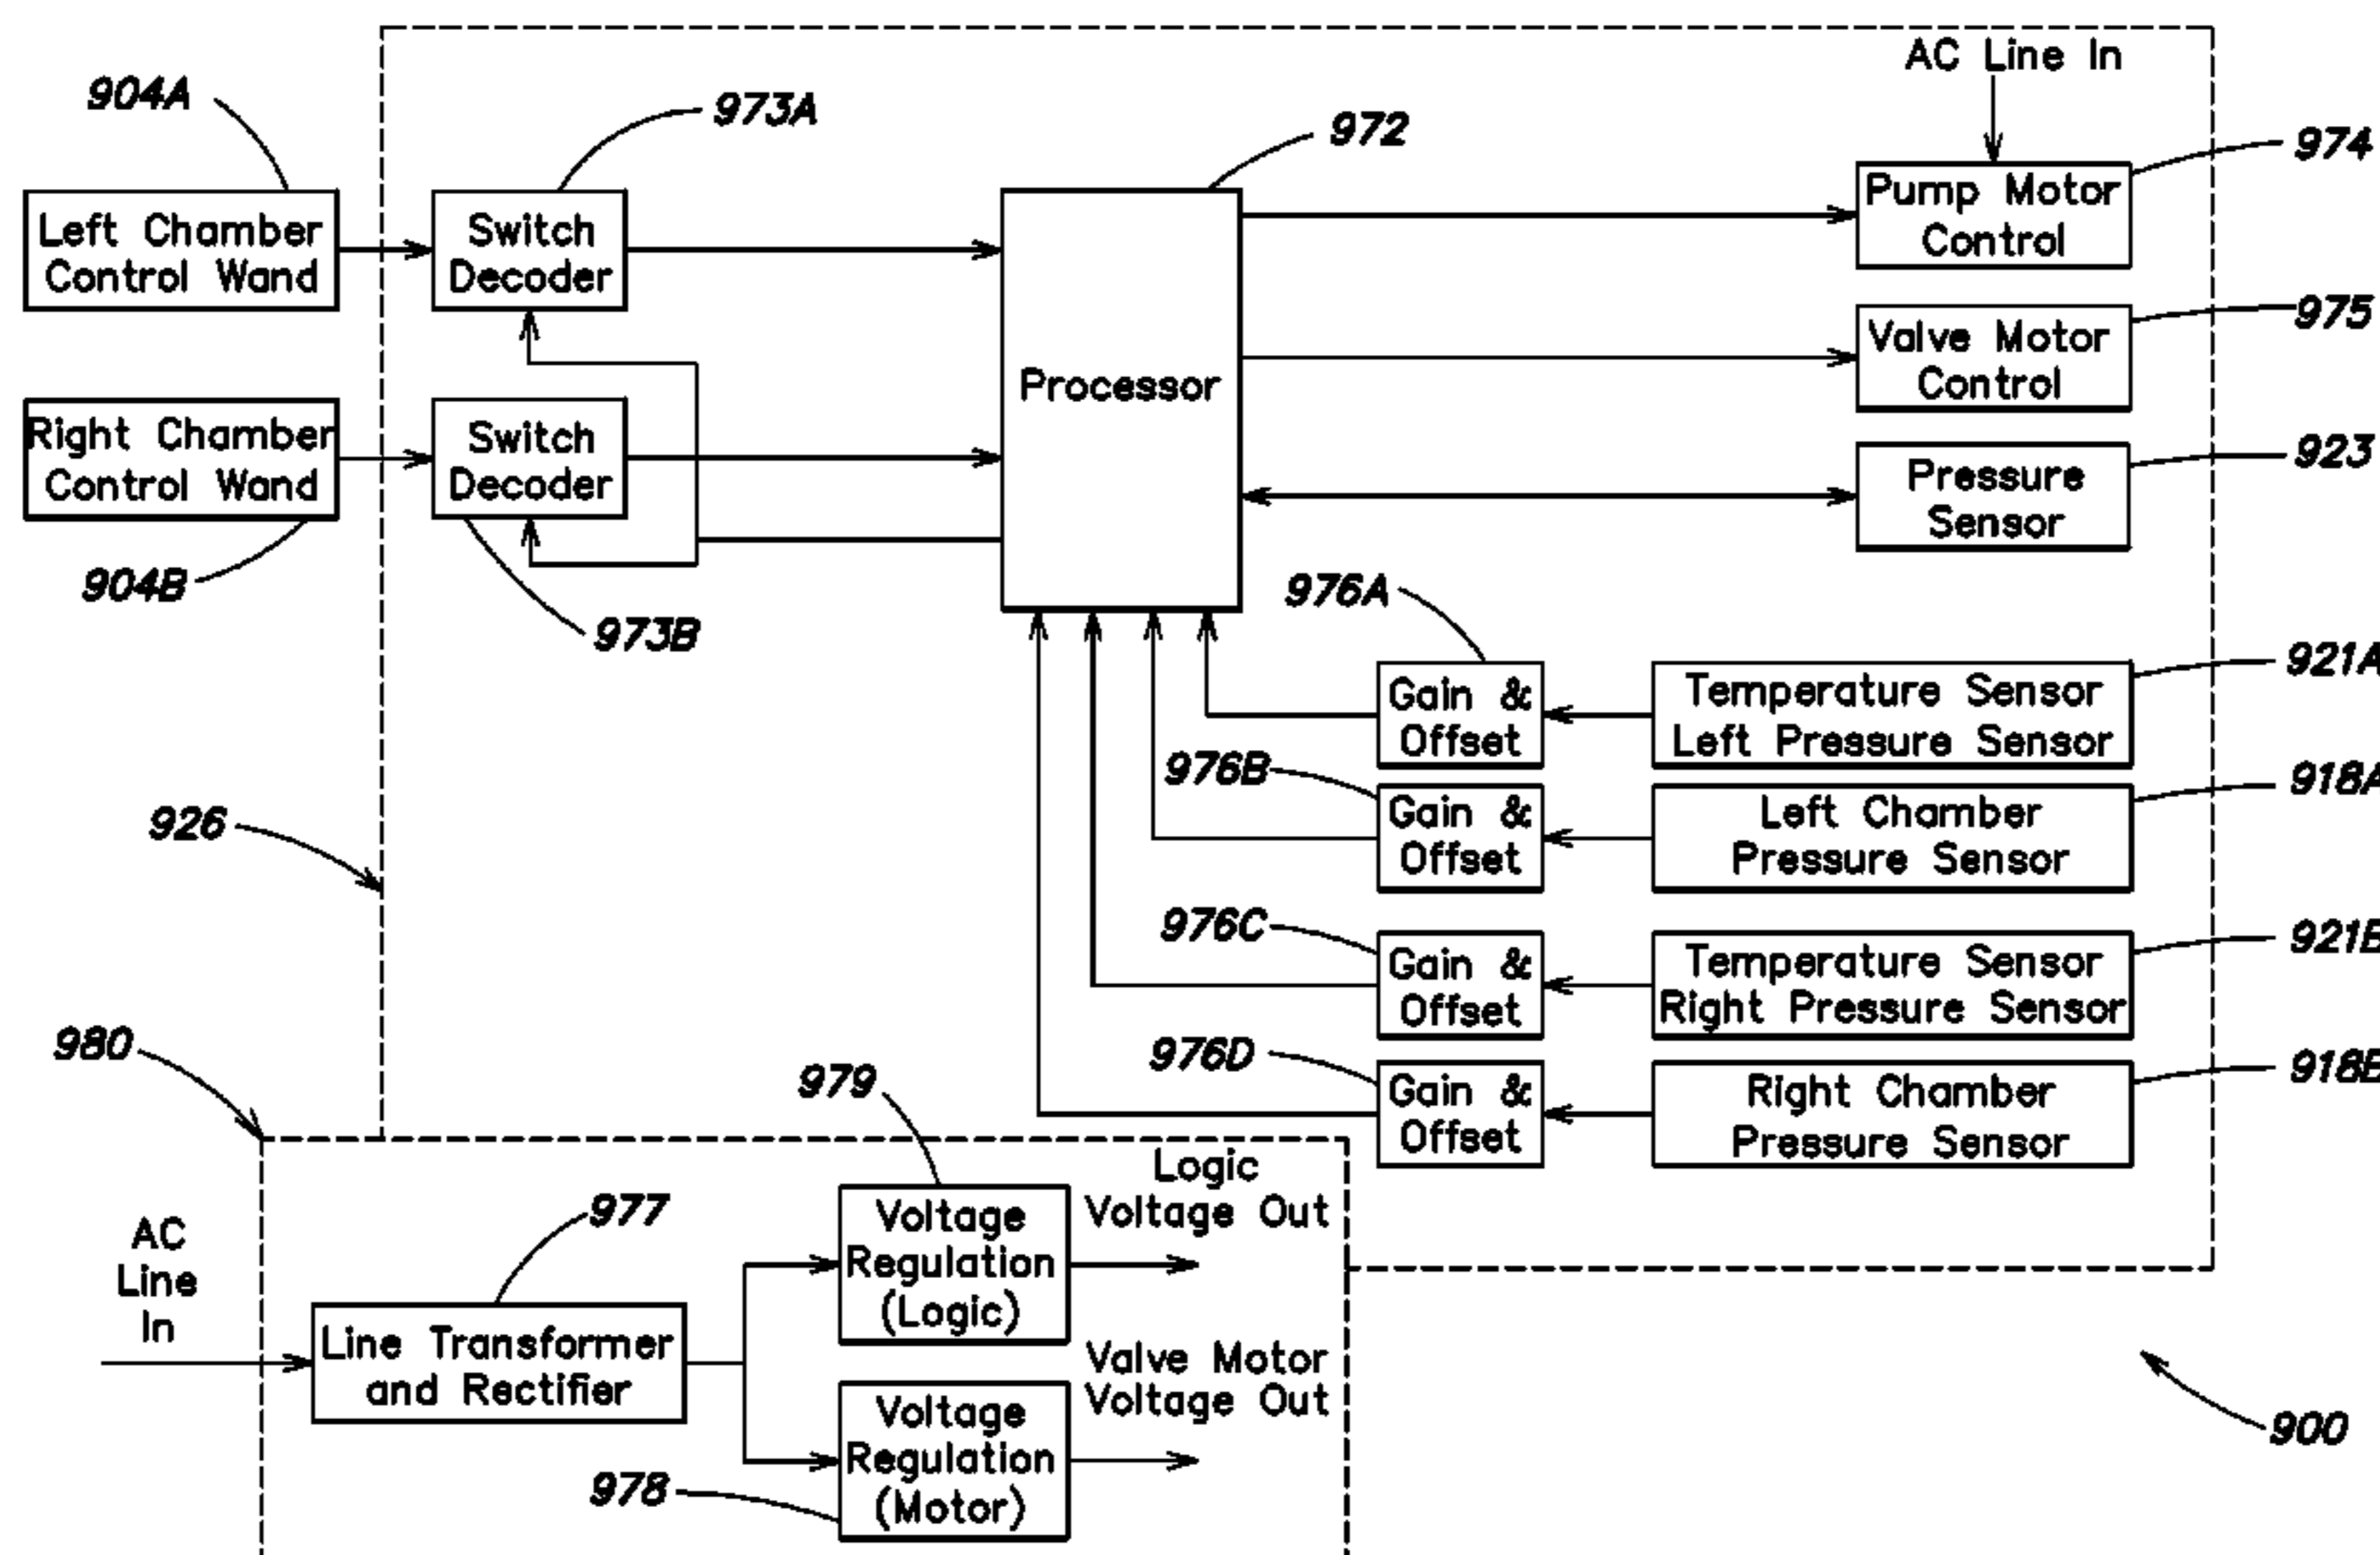 AC Line In
904A
973A
972
974
Left Chamber
Control Wand
Switch
Decoder
Pump Motor
Control
975
Valve Motor
Control
Processor
Right Chamber
Control Wand
Switch
Decoder
923
Pressure
Sensor
904B
973B
976A
921A
Gain &
Offset
Temperature Sensor
Left Pressure Sensor
976B
918A
Gain &
Offset
Left Chamber
Pressure Sensor
926
976C
921B
Gain &
Offset
Temperature Sensor
Right Pressure Sensor
980
976D
918B
Gain &
Offset
Right Chamber
Pressure Sensor
979
Logic
Voltage Out
977
AC
Line
In
Voltage
Regulation
(Logic)
Line Transformer
and Rectifier
Valve Motor
Voltage Out
Voltage
Regulation
(Motor)
978
900